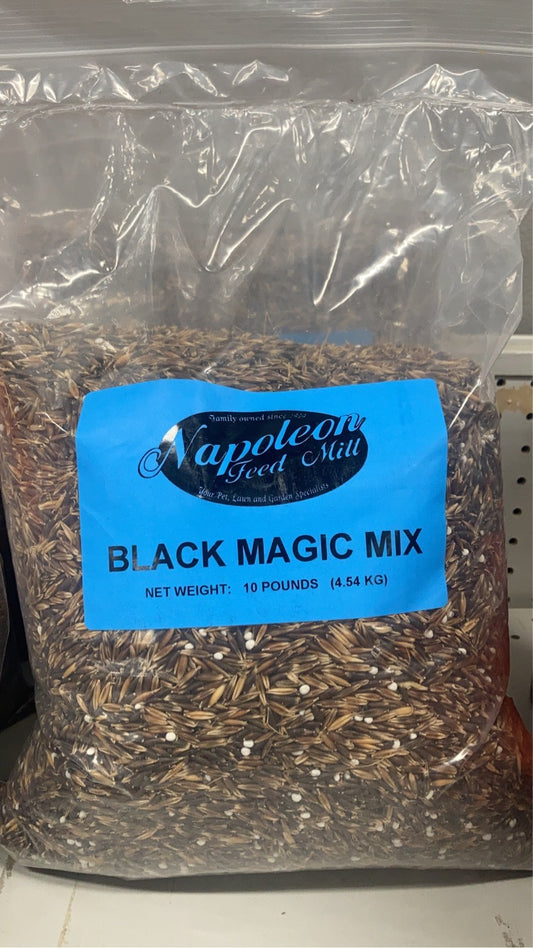 Family owned since
Napoleon
Feed Mill
Your Pet, Lawn and Garden Specialists
BLACK MAGIC MIX
NET WEIGHT: 10 POUNDS (4.54 KG)